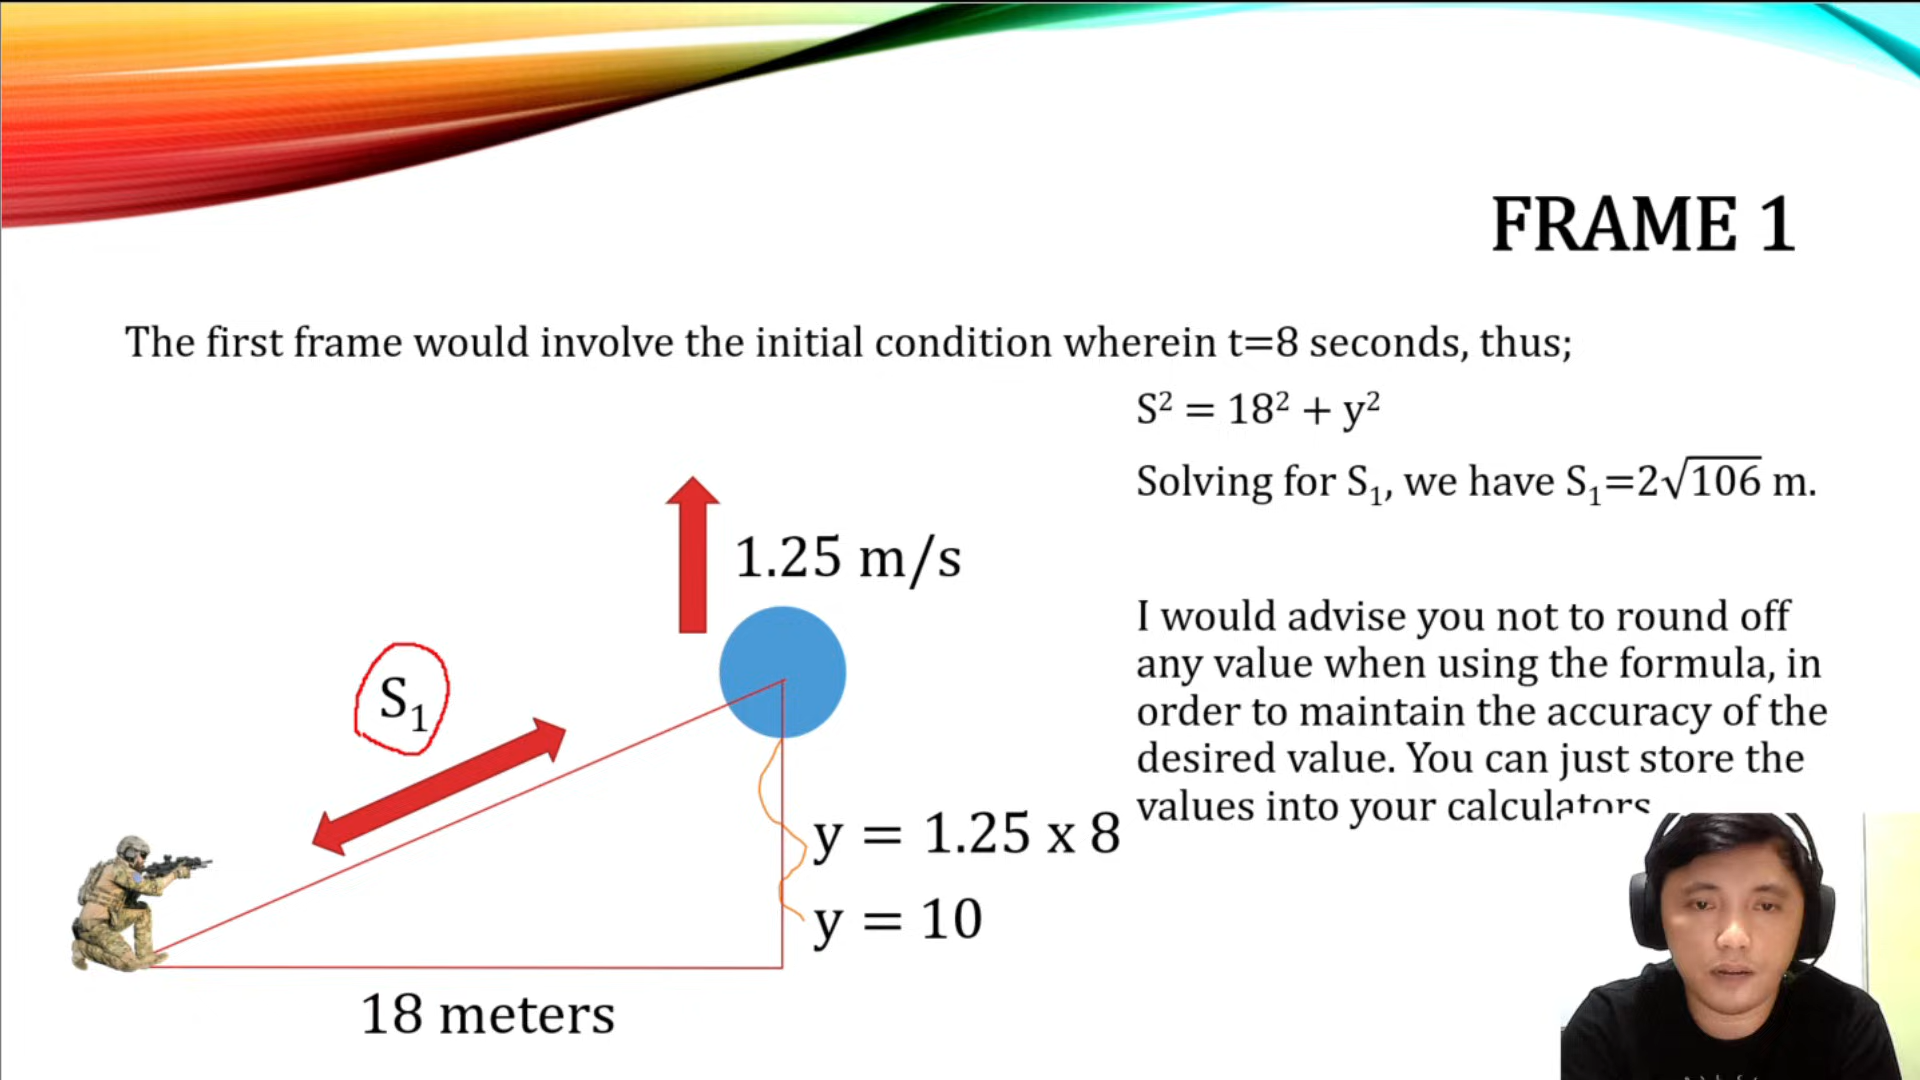 FRAME 1
The first frame would involve the initial condition wherein t=8 seconds, thus;
S² = 18² + y²
Solving for S₁, we have S₁=2√106 m.
1.25 m/s
I would advise you not to round off
any value when using the formula, in
order to maintain the accuracy of the
desired value. You can just store the
values into your calculators
S₁
y = 1.25 x 8
y = 10
18 meters